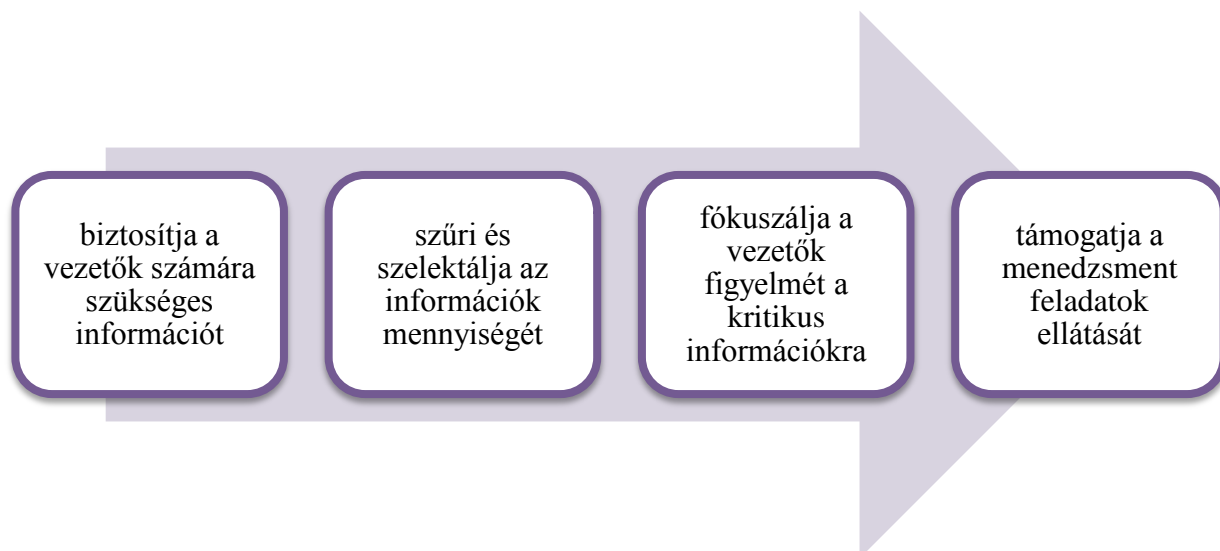 biztosítja a
vezetők számára
szükséges
információt
szűri és
szelektálja az
információk
mennyiségét
fókuszálja a
vezetők
figyelmét a
kritikus
információkra
támogatja a
menedzsment
feladatok
ellátását